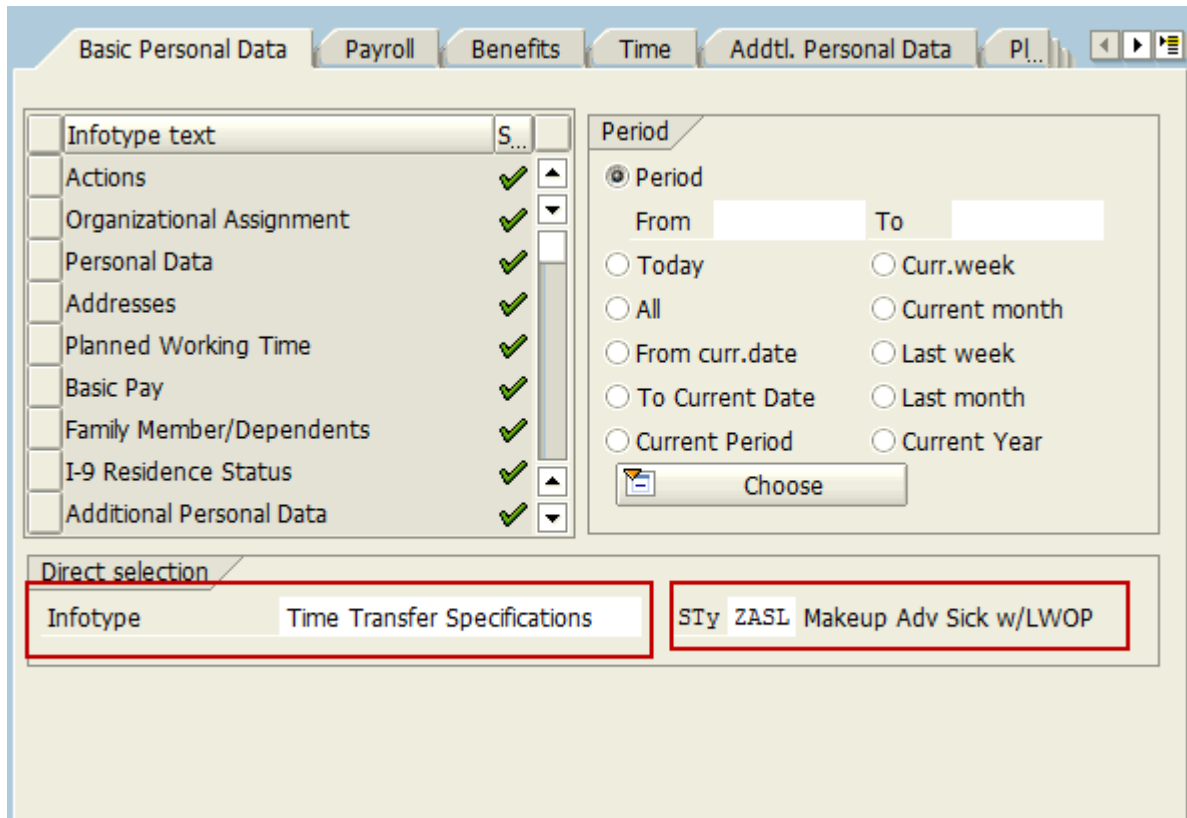 Basic Personal Data Payroll Benefits Time Addtl. Personal Data Pl...
Infotype text S...
Actions
Organizational Assignment
Personal Data
Addresses
Planned Working Time
Basic Pay
Family Member/Dependents
I-9 Residence Status
Additional Personal Data
Period
Period
From To
Today Curr.week
All Current month
From curr.date Last week
To Current Date Last month
Current Period Current Year
Choose
Direct selection
Infotype Time Transfer Specifications STy ZASL Makeup Adv Sick w/LWOP